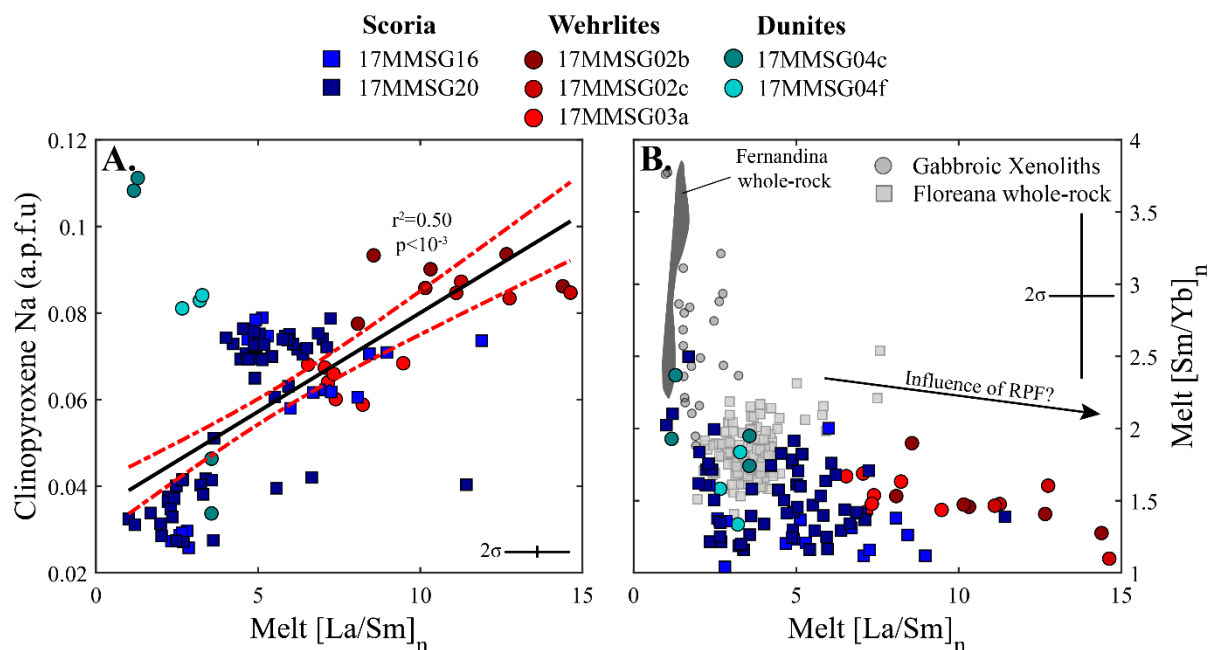 Scoria
17MMSG16
17MMSG20
Wehrlites
17MMSG02b
17MMSG02c
17MMSG03a
Dunites
17MMSG04c
17MMSG04f
A.
0.12
0.1
0.08
0.06
0.04
0.02
Clinopyroxene Na (a.p.f.u)
r²=0.50
p<10⁻³
2σ
0
5
10
15
Melt [La/Sm]ₙ
B.
Fernandina
whole-rock
Gabbroic Xenoliths
Floreana whole-rock
2σ
Influence of RPF?
4
3.5
3
2.5
2
1.5
1
Melt [Sm/Yb]ₙ
0
5
10
15
Melt [La/Sm]ₙ